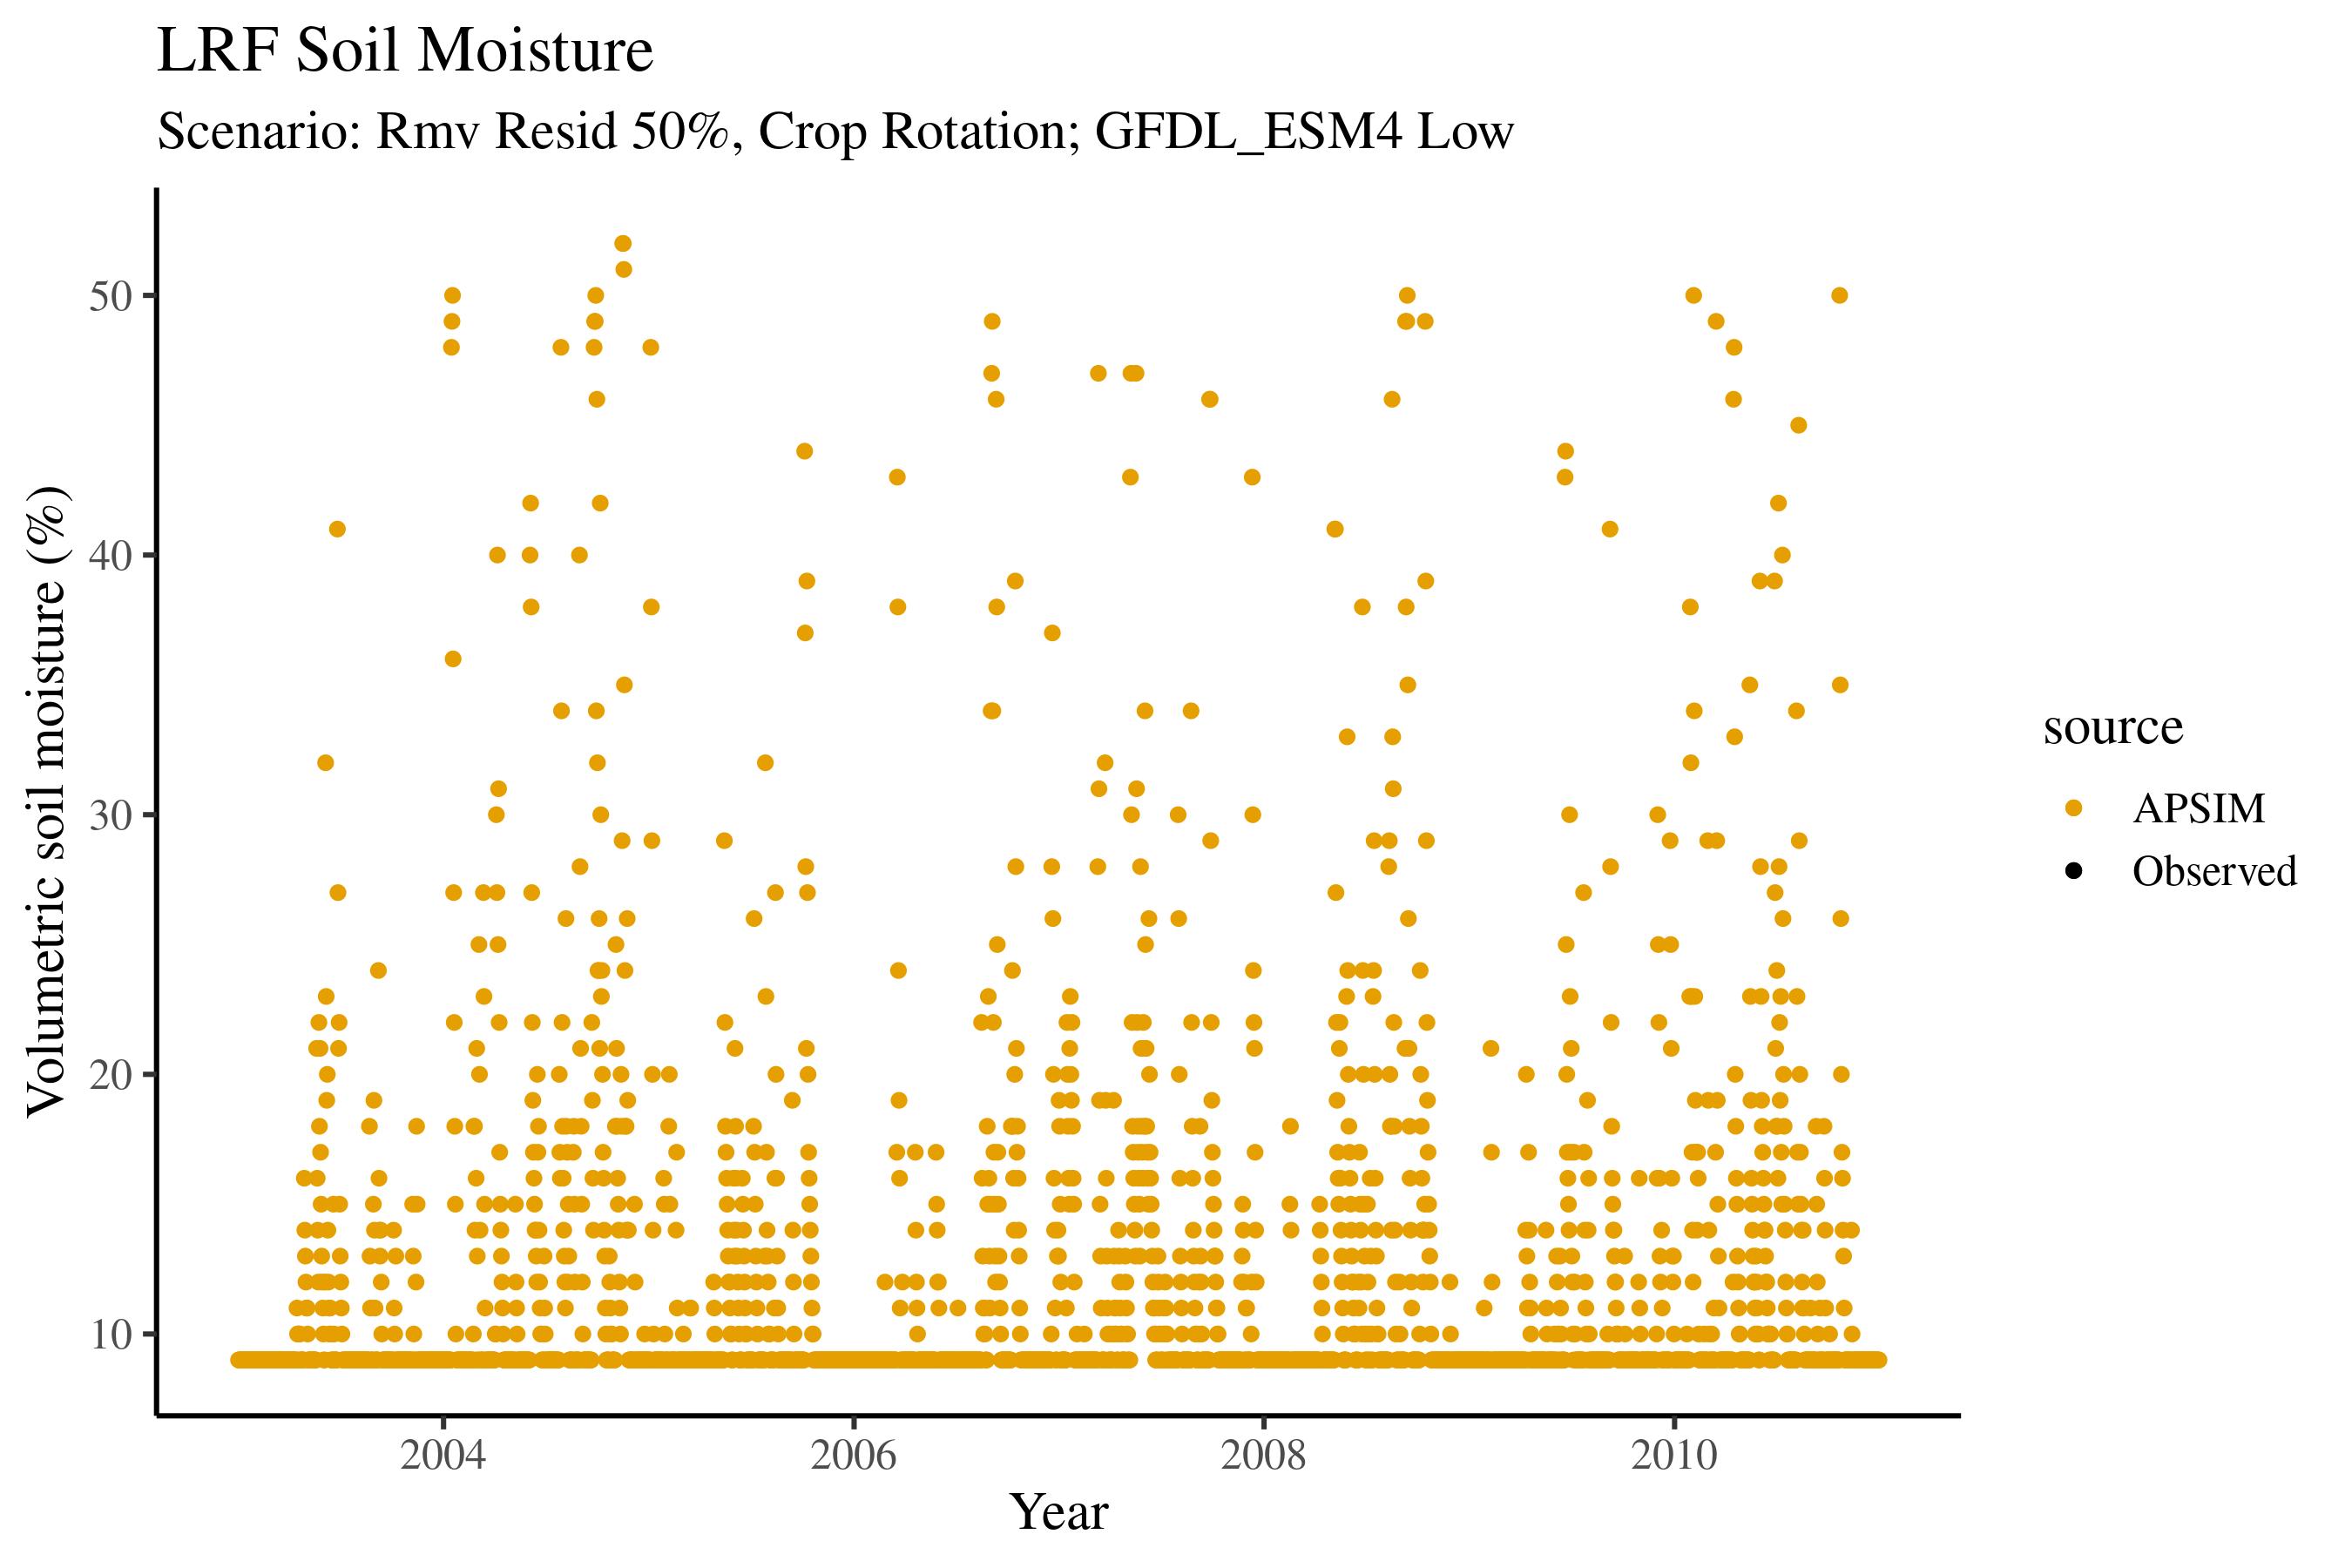 LRF Soil Moisture
Scenario: Rmv Resid 50%, Crop Rotation; GFDL_ESM4 Low
Volumetric soil moisture (%)
50
40
30
20
10
2004 2006 2008 2010
Year
source
APSIM
Observed